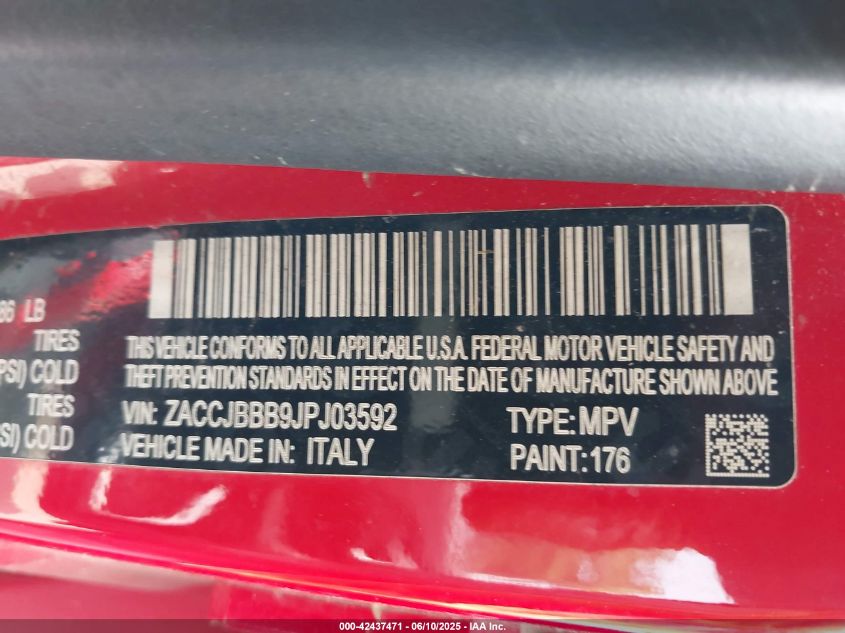 86 LB
TIRES
PSI) COLD
TIRES
SI) COLD
THIS VEHICLE CONFORMS TO ALL APPLICABLE U.S.A. FEDERAL MOTOR VEHICLE SAFETY AND
THEFT PREVENTION STANDARDS IN EFFECT ON THE DATE OF MANUFACTURE SHOWN ABOVE
VIN: ZACCJBBB9JPJ03592 TYPE: MPV
VEHICLE MADE IN: ITALY PAINT: 176
000-42437471 - 06/10/2025 - IAA Inc.